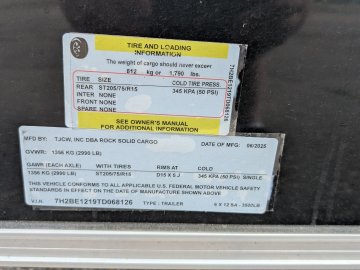 TIRE AND LOADING
INFORMATION
The weight of cargo should never exceed
812 kg or 1,790 lbs.
TIRE SIZE COLD TIRE PRESS.
REAR ST205/75/R15 345 KPA (50 PSI)
INTER NONE
FRONT NONE
SPARE NONE
SEE OWNER'S MANUAL
FOR ADDITIONAL INFORMATION
7H2BE1219TD068126
MFG BY: TJCW, INC DBA ROCK SOLID CARGO DATE OF MFG: 06/2025
GVWR: 1356 KG (2990 LB)
GAWR (EACH AXLE) WITH TIRES RIMS AT COLD
1356 KG (2990 LB) ST205/75/R15 D15 X 5 J 345 KPA (50 PSI) SINGLE
THIS VEHICLE CONFORMS TO ALL APPLICABLE U.S. FEDERAL MOTOR VEHICLE SAFETY
STANDARDS IN EFFECT ON THE DATE OF MANUFACTURE SHOWN ABOVE
V.I.N. 7H2BE1219TD068126 TYPE : TRAILER 6 X 12 SA - 3500LB